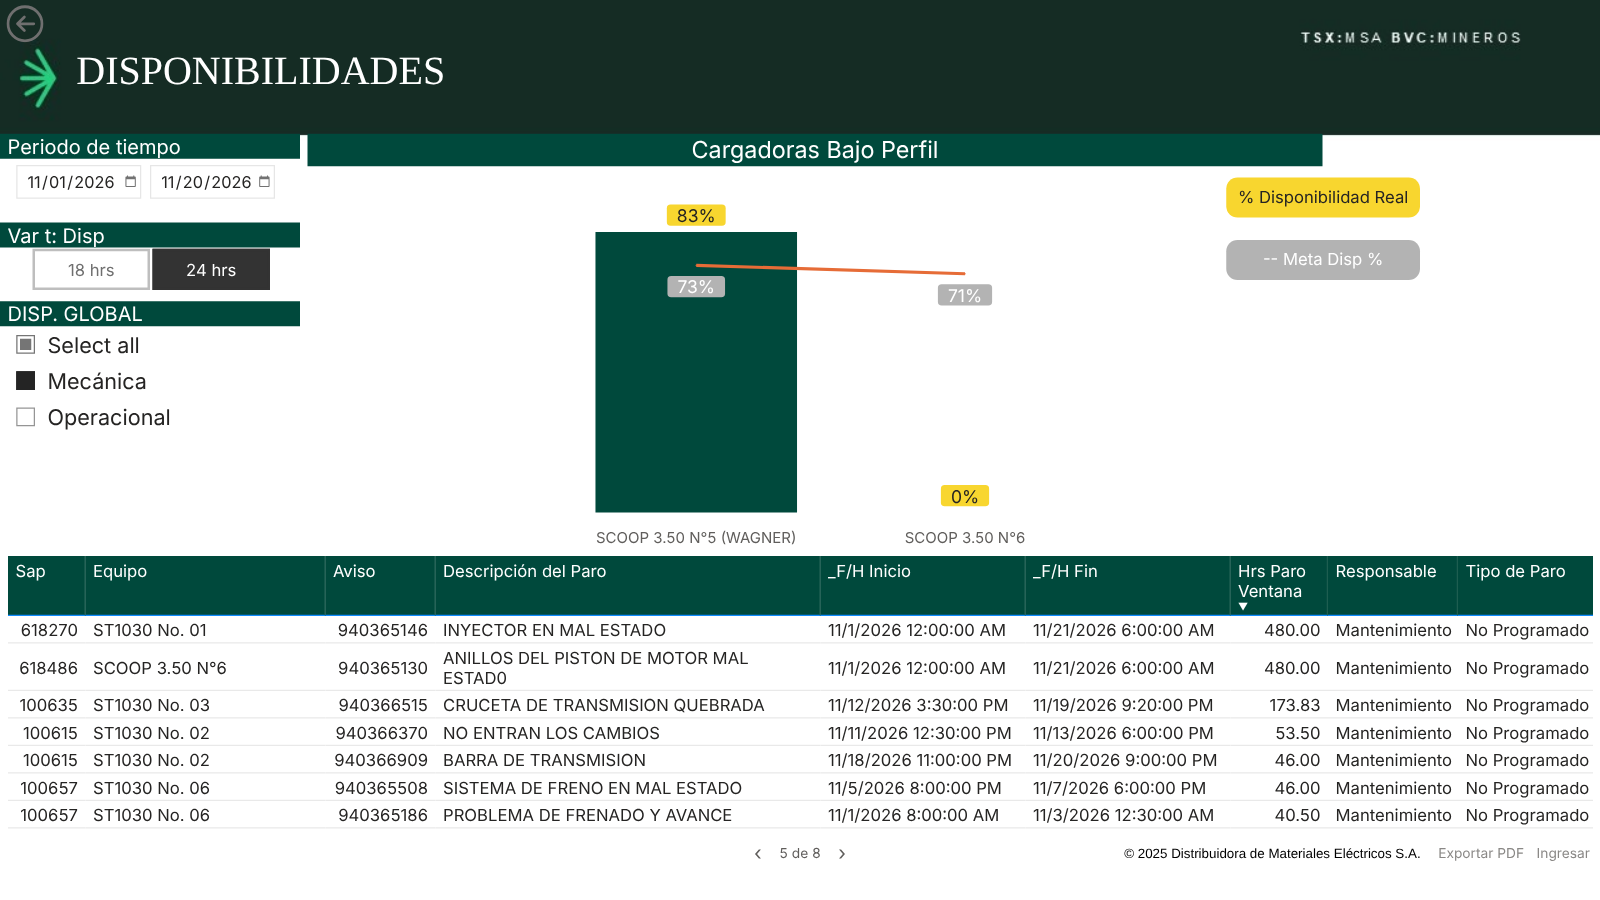 TSX:MSA BVC:MINEROS
DISPONIBILIDADES
Periodo de tiempo
11/01/2026 11/20/2026
Var t: Disp
18 hrs 24 hrs
DISP. GLOBAL
Select all
Mecánica
Operacional
Cargadoras Bajo Perfil
% Disponibilidad Real
-- Meta Disp %
83%
73%
71%
0%
SCOOP 3.50 N°5 (WAGNER) SCOOP 3.50 N°6
Sap Equipo Aviso Descripción del Paro _F/H Inicio _F/H Fin Hrs Paro Ventana Responsable Tipo de Paro
618270 ST1030 No. 01 940365146 INYECTOR EN MAL ESTADO 11/1/2026 12:00:00 AM 11/21/2026 6:00:00 AM 480.00 Mantenimiento No Programado
618486 SCOOP 3.50 N°6 940365130 ANILLOS DEL PISTON DE MOTOR MAL ESTAD0 11/1/2026 12:00:00 AM 11/21/2026 6:00:00 AM 480.00 Mantenimiento No Programado
100635 ST1030 No. 03 940366515 CRUCETA DE TRANSMISION QUEBRADA 11/12/2026 3:30:00 PM 11/19/2026 9:20:00 PM 173.83 Mantenimiento No Programado
100615 ST1030 No. 02 940366370 NO ENTRAN LOS CAMBIOS 11/11/2026 12:30:00 PM 11/13/2026 6:00:00 PM 53.50 Mantenimiento No Programado
100615 ST1030 No. 02 940366909 BARRA DE TRANSMISION 11/18/2026 11:00:00 PM 11/20/2026 9:00:00 PM 46.00 Mantenimiento No Programado
100657 ST1030 No. 06 940365508 SISTEMA DE FRENO EN MAL ESTADO 11/5/2026 8:00:00 PM 11/7/2026 6:00:00 PM 46.00 Mantenimiento No Programado
100657 ST1030 No. 06 940365186 PROBLEMA DE FRENADO Y AVANCE 11/1/2026 8:00:00 AM 11/3/2026 12:30:00 AM 40.50 Mantenimiento No Programado
‹ 5 de 8 ›
© 2025 Distribuidora de Materiales Eléctricos S.A. Exportar PDF Ingresar